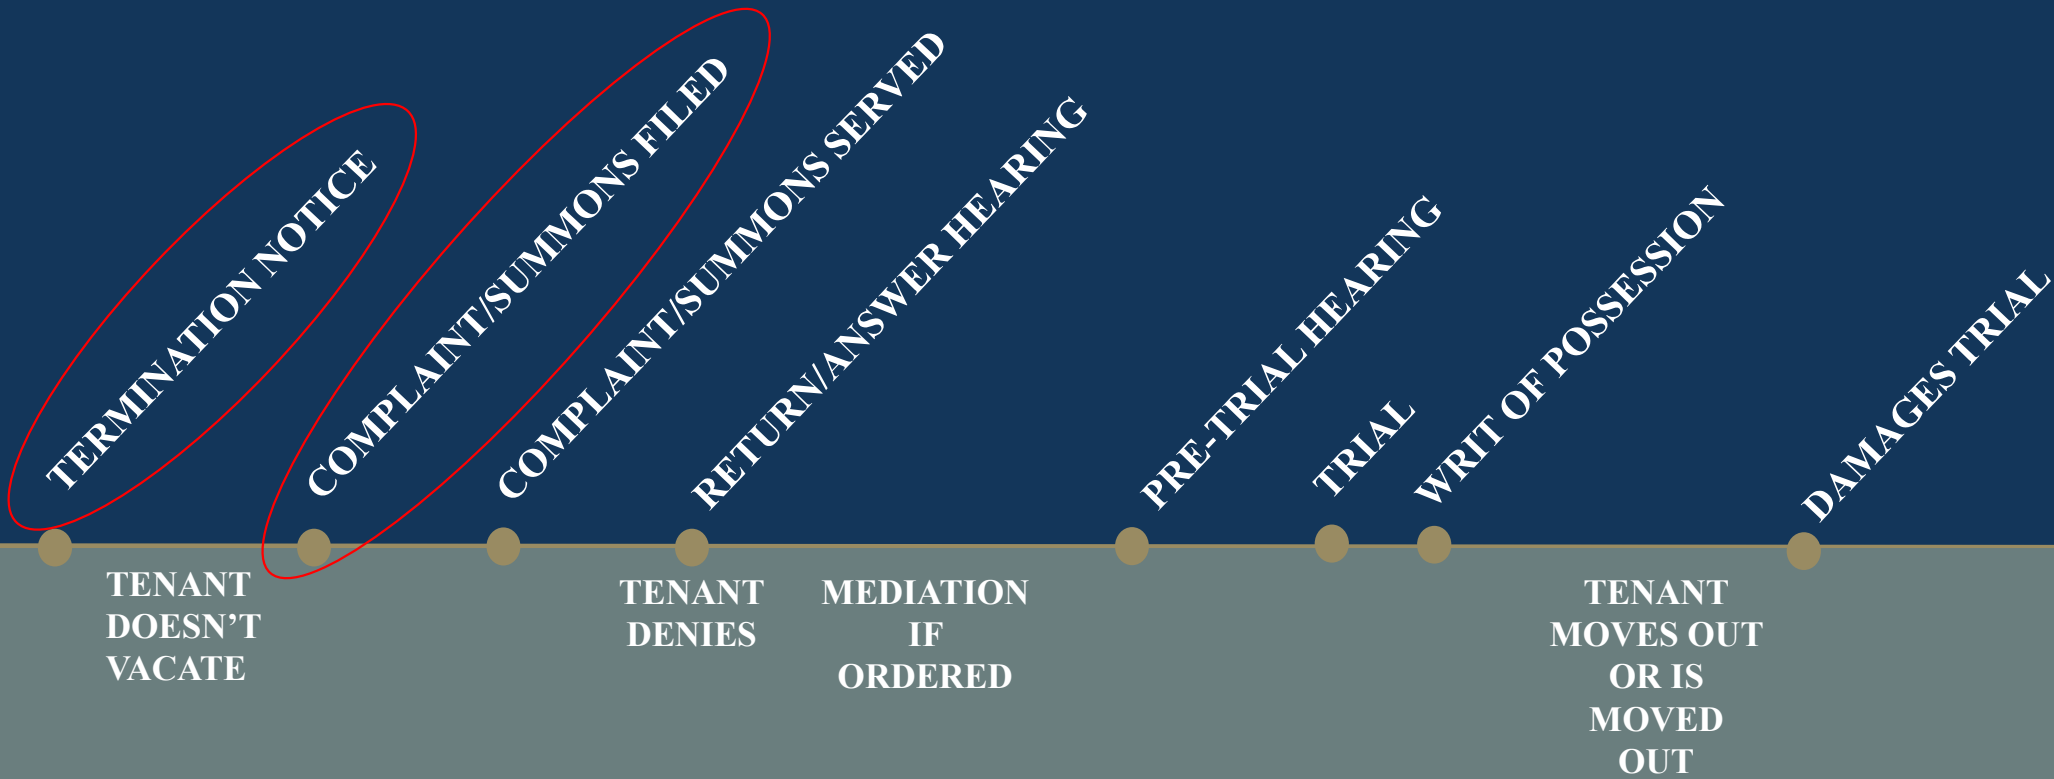 TERMINATION NOTICE
COMPLAINT/SUMMONS FILED
COMPLAINT/SUMMONS SERVED
RETURN/ANSWER HEARING
PRE-TRIAL HEARING
TRIAL
WRIT OF POSSESSION
DAMAGES TRIAL
TENANT
DOESN’T
VACATE
TENANT
DENIES
MEDIATION
IF
ORDERED
TENANT
MOVES OUT
OR IS
MOVED
OUT